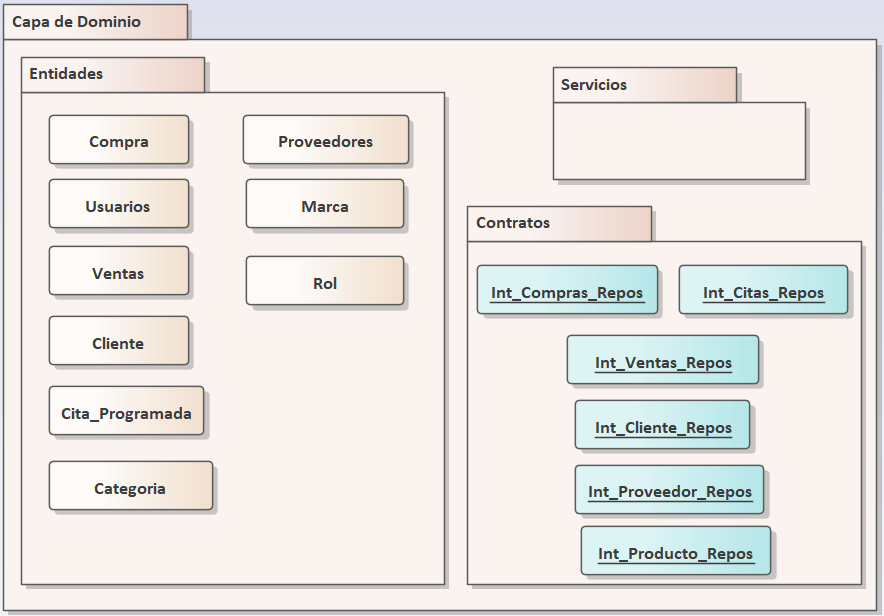 Capa de Dominio
Entidades
Compra
Proveedores
Usuarios
Marca
Ventas
Rol
Cliente
Cita_Programada
Categoria
Servicios
Contratos
Int_Compras_Repos
Int_Citas_Repos
Int_Ventas_Repos
Int_Cliente_Repos
Int_Proveedor_Repos
Int_Producto_Repos